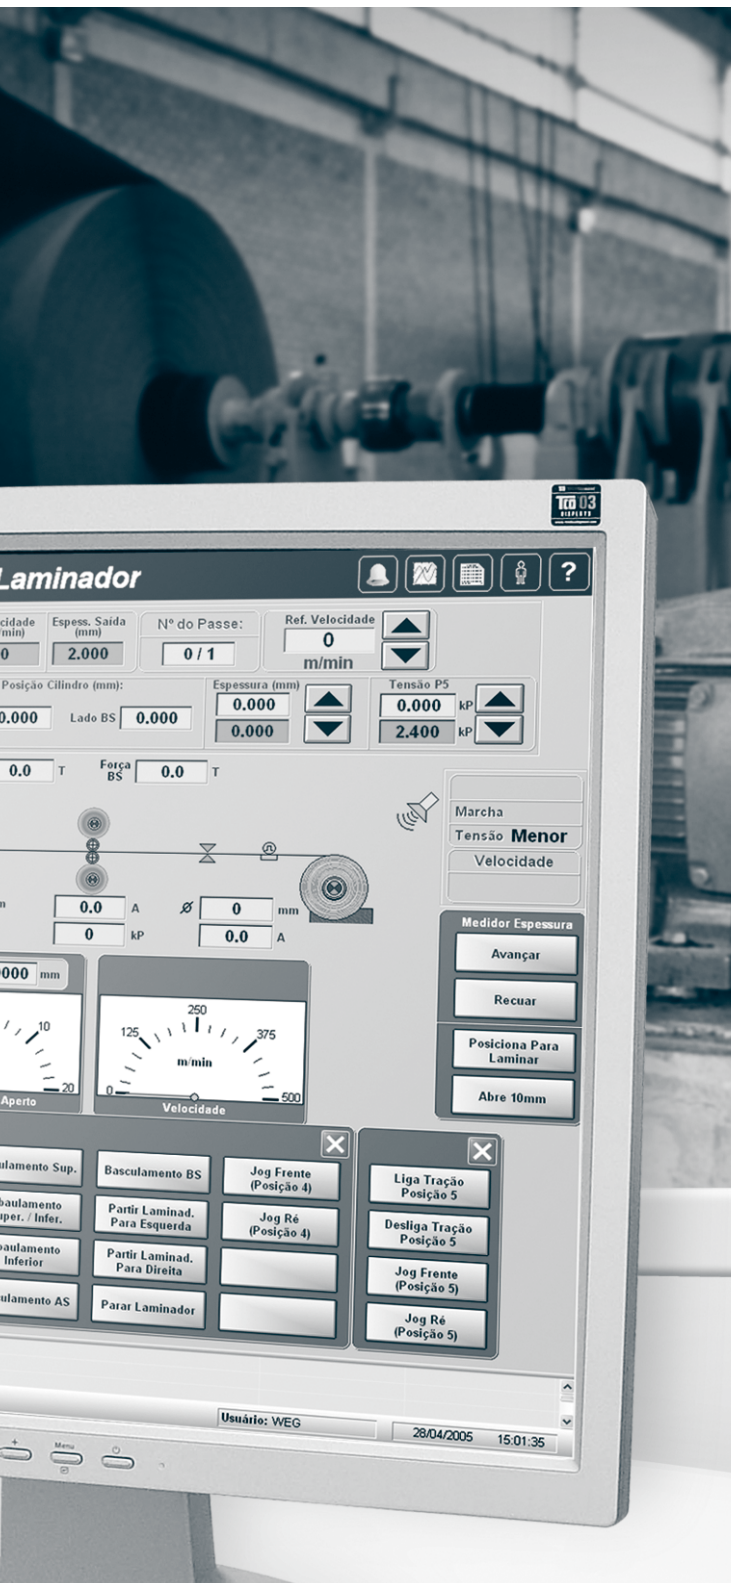 TCO 03
DISPLAYS
Laminador
?
Espess. Saída
(mm)
2.000
Nº do Passe:
0 / 1
Ref. Velocidade
0
m/min
Posição Cilindro (mm):
0.000
Lado BS 0.000
Espessura (mm)
0.000
0.000
Tensão P5
0.000 kP
2.400 kP
0.0 T
Força
BS
0.0 T
Marcha
Tensão Menor
Velocidade
0.0 A
0 kP
Ø 0 mm
0.0 A
Medidor Espessura
Avançar
Recuar
Posiciona Para
Laminar
Abre 10mm
mm
10
20
Aperto
0
125
250
375
500
m/min
Velocidade
Basculamento BS
Partir Laminad.
Para Esquerda
Partir Laminad.
Para Direita
Parar Laminador
Jog Frente
(Posição 4)
Jog Ré
(Posição 4)
Liga Tração
Posição 5
Desliga Tração
Posição 5
Jog Frente
(Posição 5)
Jog Ré
(Posição 5)
Usuário: WEG
28/04/2005 15:01:35
+
Menu